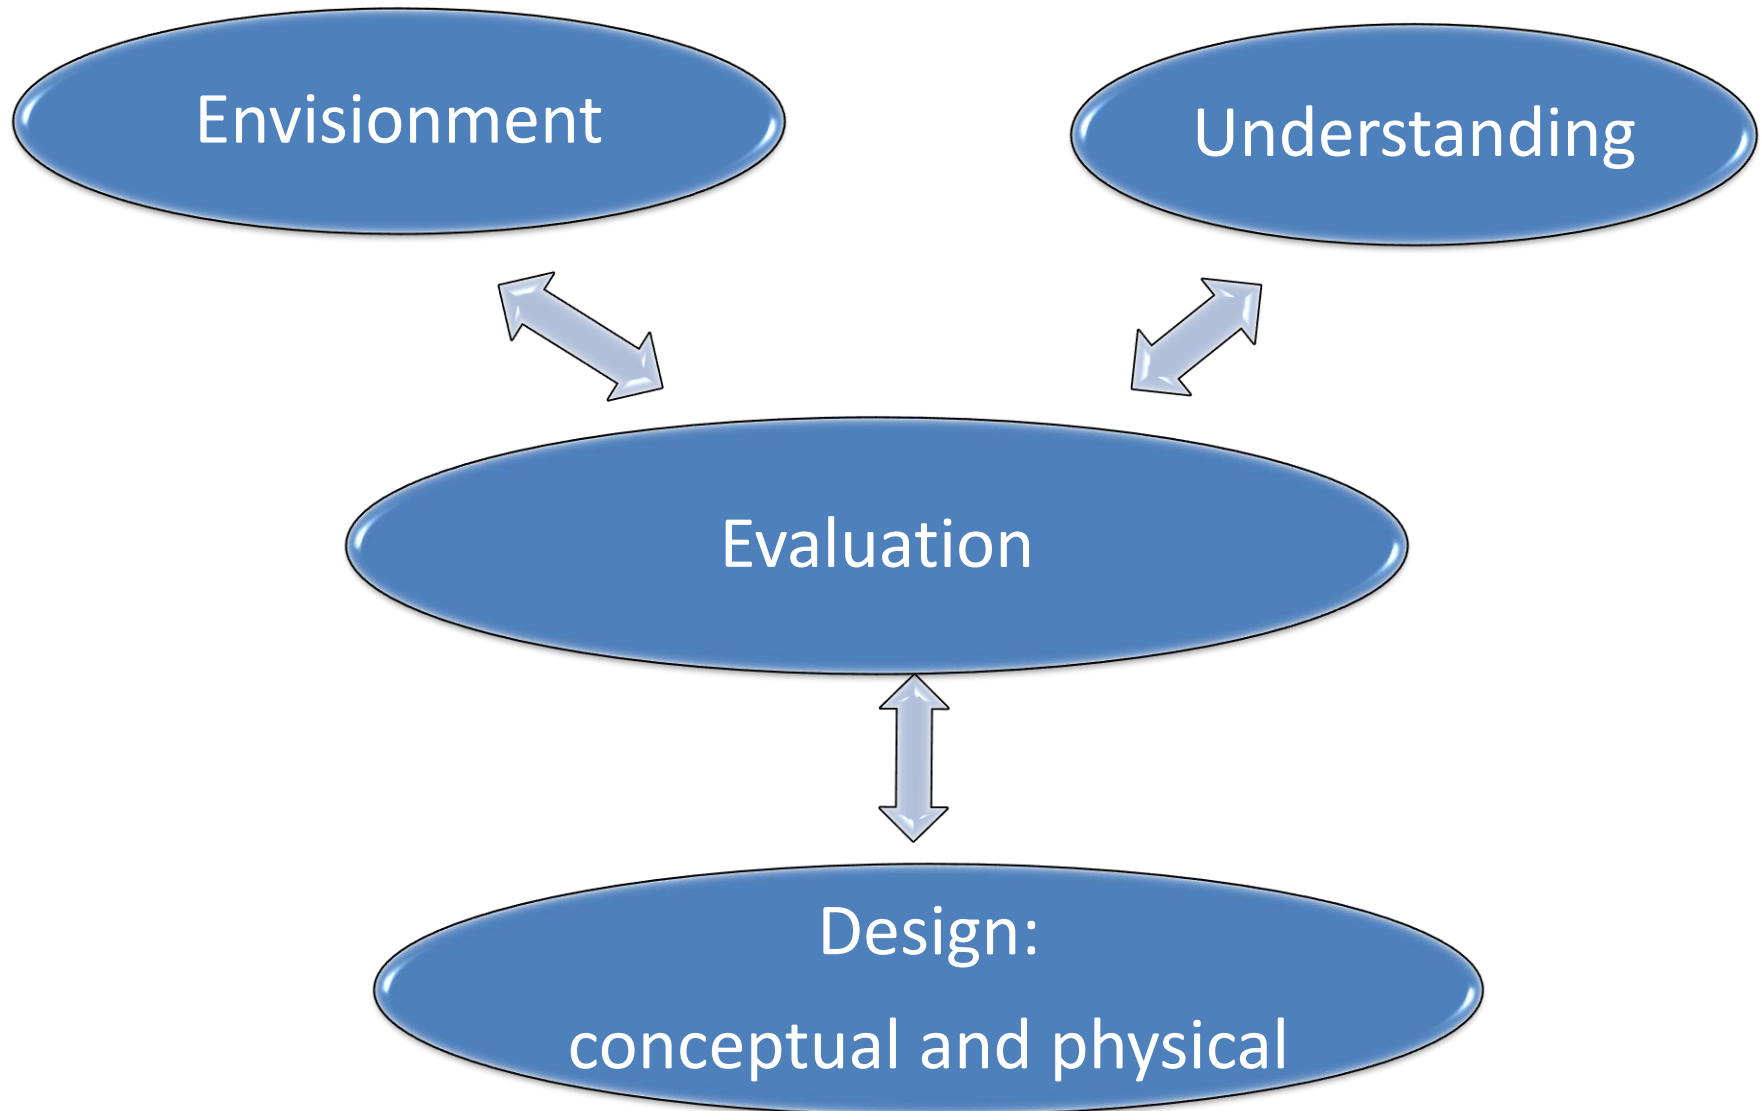 Envisionment
Understanding
Evaluation
Design:
conceptual and physical